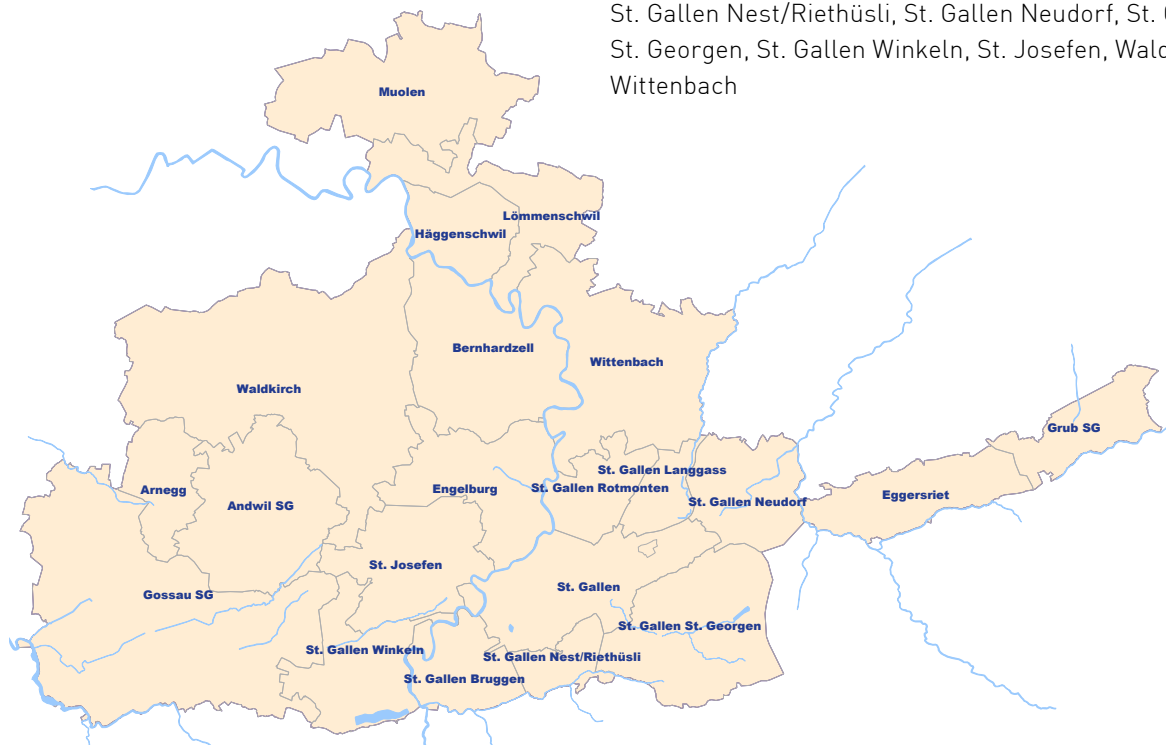 St. Gallen Nest/Riethüsli, St. Gallen Neudorf, St.
St. Georgen, St. Gallen Winkeln, St. Josefen,
Wittenbach
Muolen
Lömmenschwil
Häggenschwil
Bernhardzell
Wittenbach
Waldkirch
Grub SG
St. Gallen Langgass
Arnegg
Engelburg
St. Gallen Rotmonten
Eggersriet
Andwil SG
St. Gallen Neudorf
St. Josefen
St. Gallen
Gossau SG
St. Gallen St. Georgen
St. Gallen Winkeln
St. Gallen Nest/Riethüsli
St. Gallen Bruggen